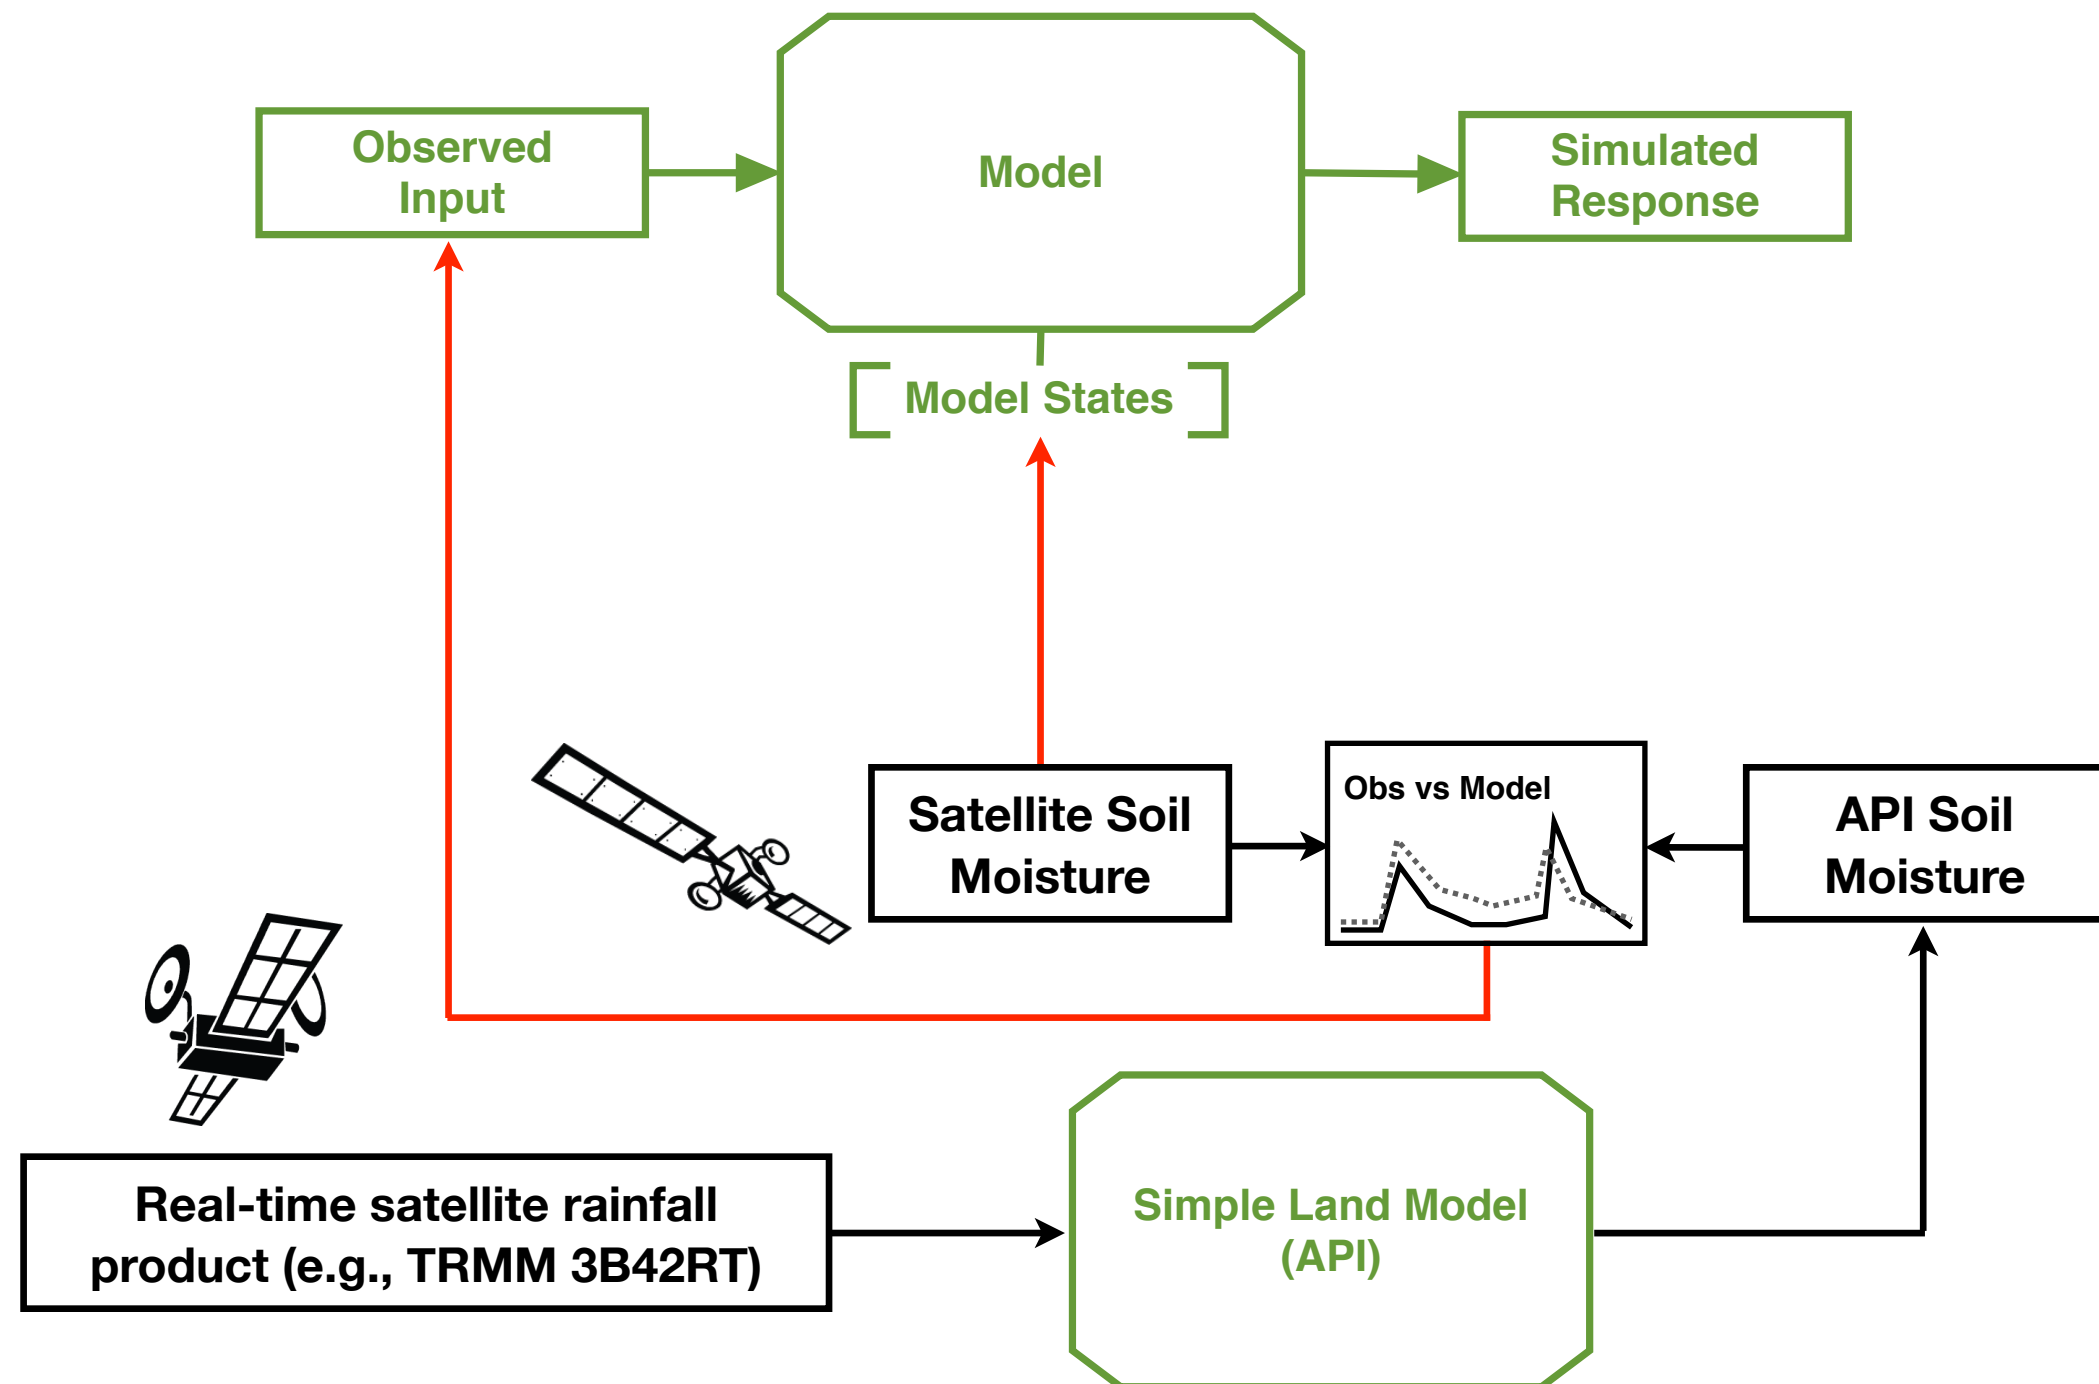 Observed
Input
Model
Simulated
Response
Model States
Satellite Soil
Moisture
Obs vs Model
API Soil
Moisture
Real-time satellite rainfall
product (e.g., TRMM 3B42RT)
Simple Land Model
(API)